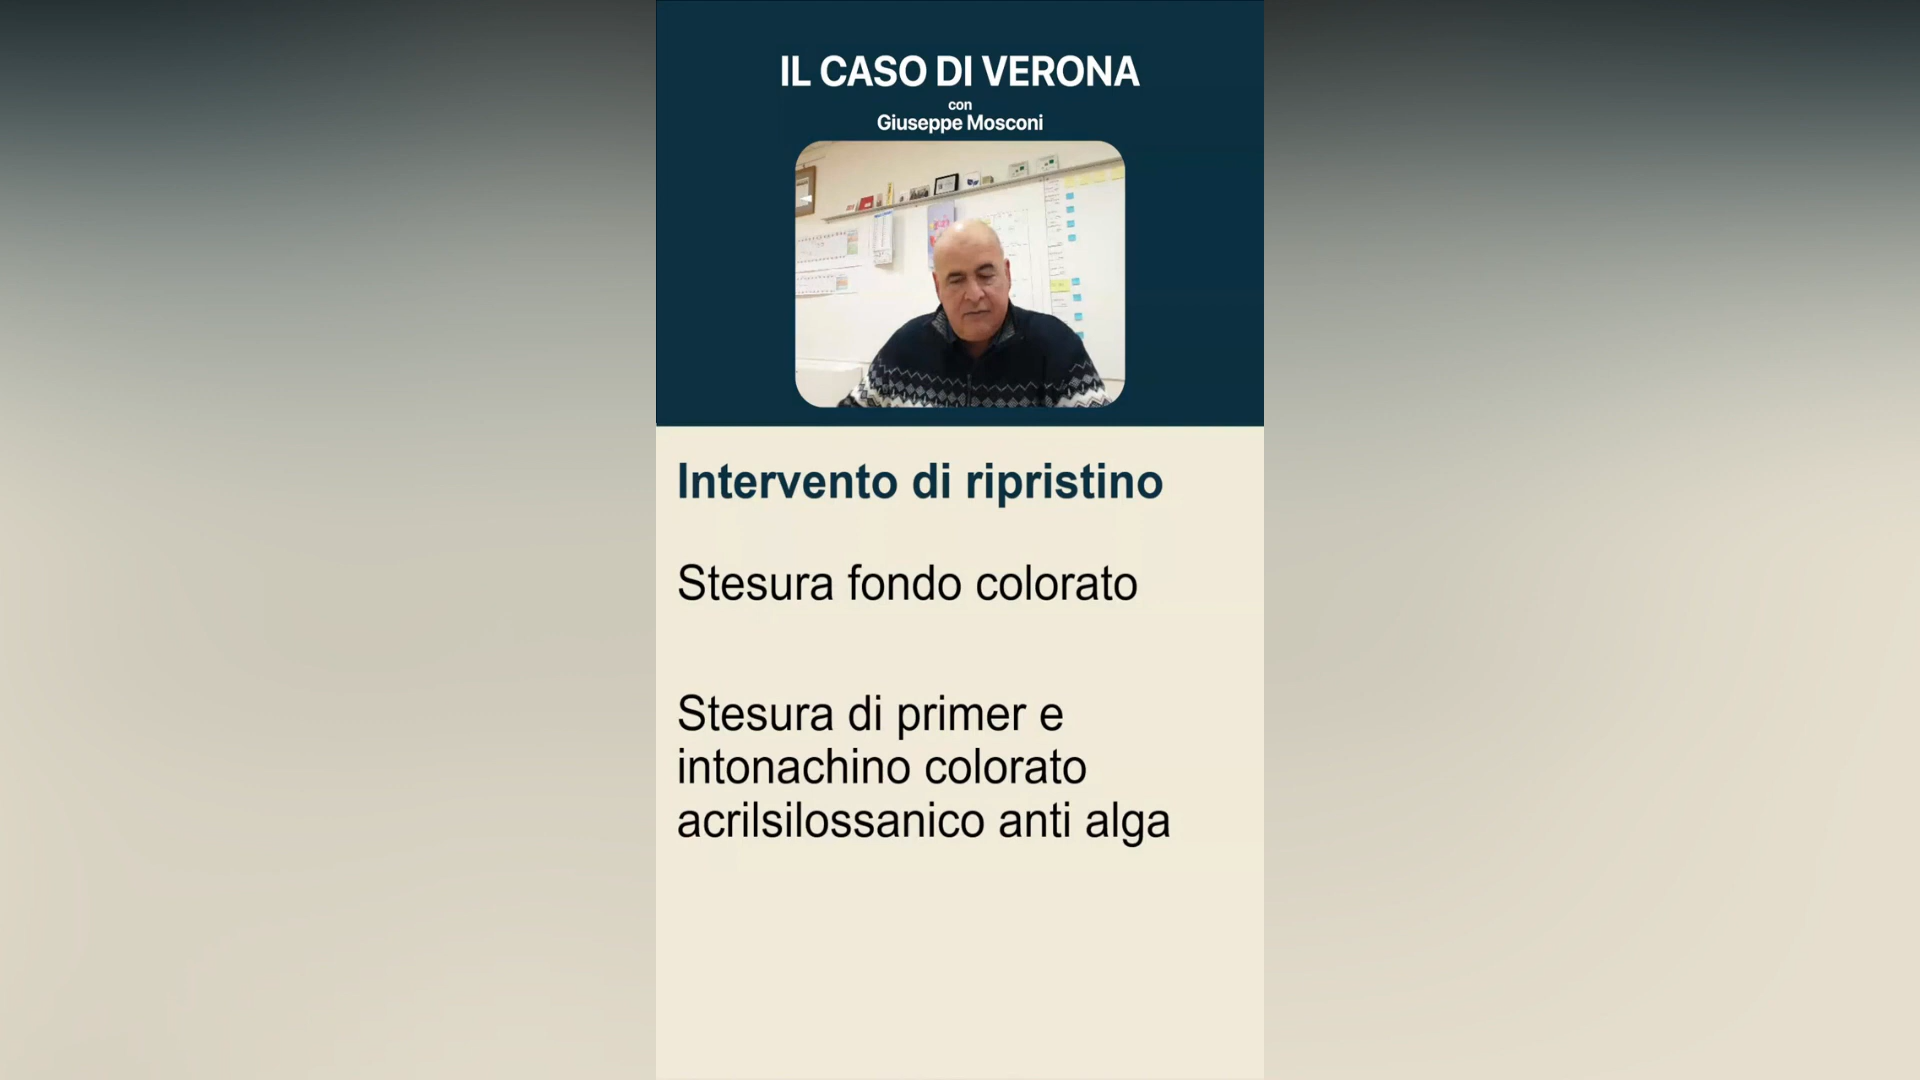 IL CASO DI VERONA
con
Giuseppe Mosconi
Intervento di ripristino
Stesura fondo colorato
Stesura di primer e
intonachino colorato
acrilsilossanico anti alga